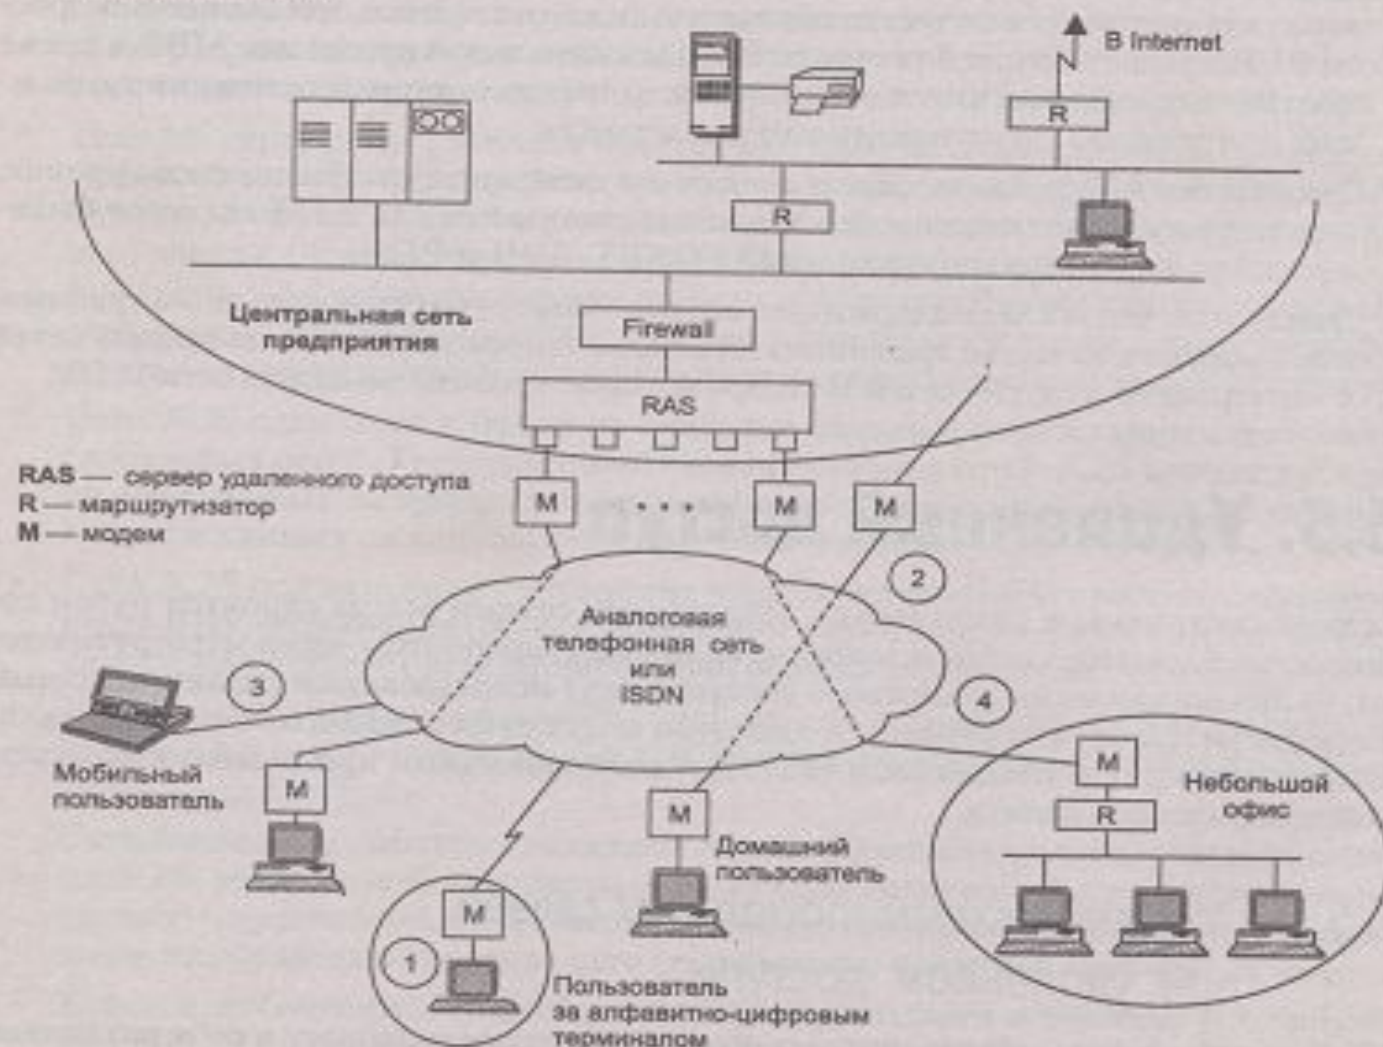 В Internet
R
R
Центральная сеть
предприятия
Firewall
RAS
RAS — сервер удаленного доступа
R — маршрутизатор
M — модем
M
• • •
M
M
2
Аналоговая
телефонная сеть
или
ISDN
3
4
Мобильный
пользователь
M
M
Домашний
пользователь
M
R
Небольшой
офис
M
1
Пользователь
за алфавитно-цифровым
терминалом